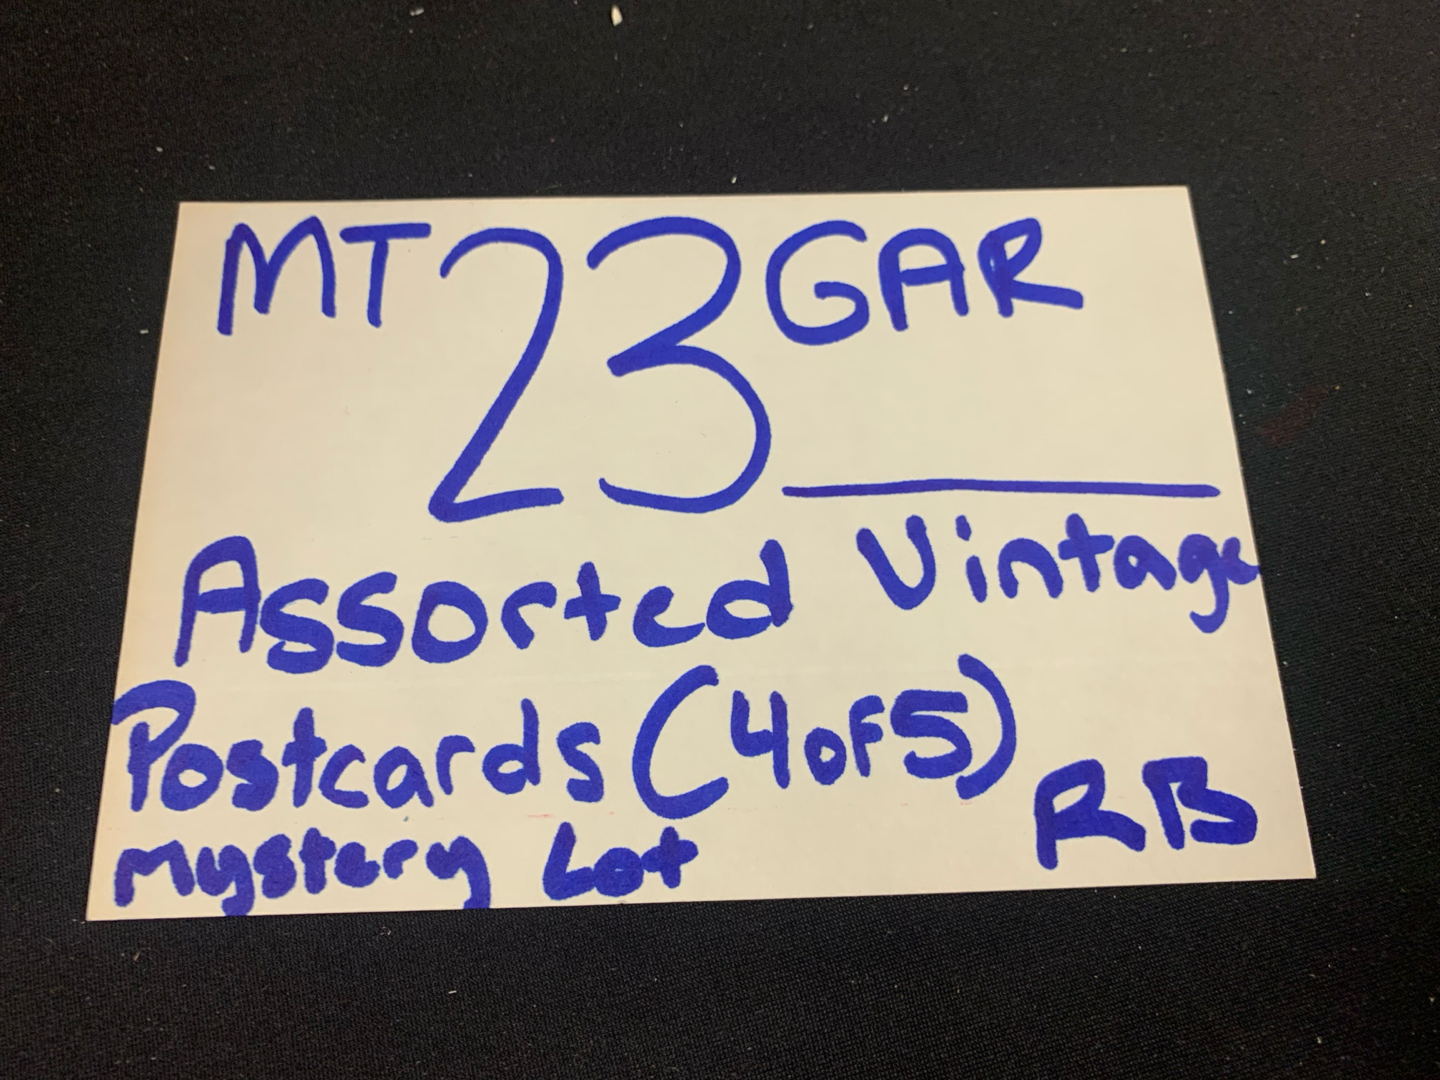 MT 23 GAR
Assorted Vintage
Postcards (4 of 5)
Mystery Lot RB